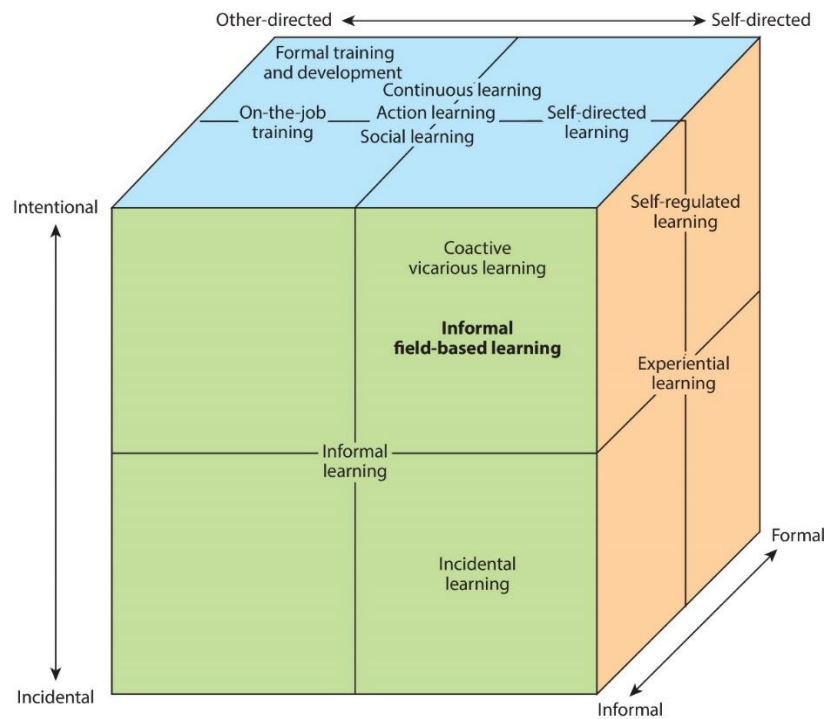 Other-directed
Self-directed
Formal training
and development
Continuous learning
On-the-job
training
Action learning
Self-directed
learning
Social learning
Intentional
Self-regulated
learning
Coactive
vicarious learning
Informal
field-based learning
Experiential
learning
Informal
learning
Formal
Incidental
learning
Incidental
Informal